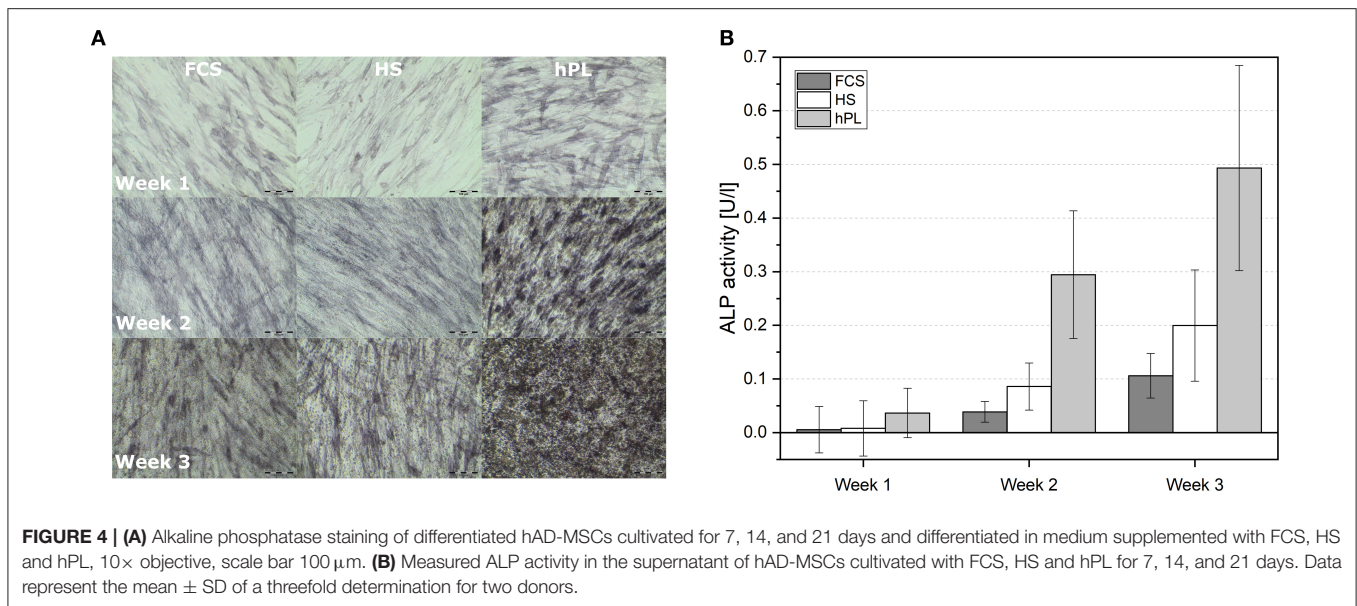 A
FCS
HS
hPL
Week 1
Week 2
Week 3
B
0.7
0.6
0.5
0.4
0.3
0.2
0.1
0.0
ALP activity [U/l]
FCS
HS
hPL
Week 1
Week 2
Week 3
FIGURE 4 | (A) Alkaline phosphatase staining of differentiated hAD-MSCs cultivated for 7, 14, and 21 days and differentiated in medium supplemented with FCS, HS
and hPL, 10× objective, scale bar 100 μm. (B) Measured ALP activity in the supernatant of hAD-MSCs cultivated with FCS, HS and hPL for 7, 14, and 21 days. Data
represent the mean ± SD of a threefold determination for two donors.